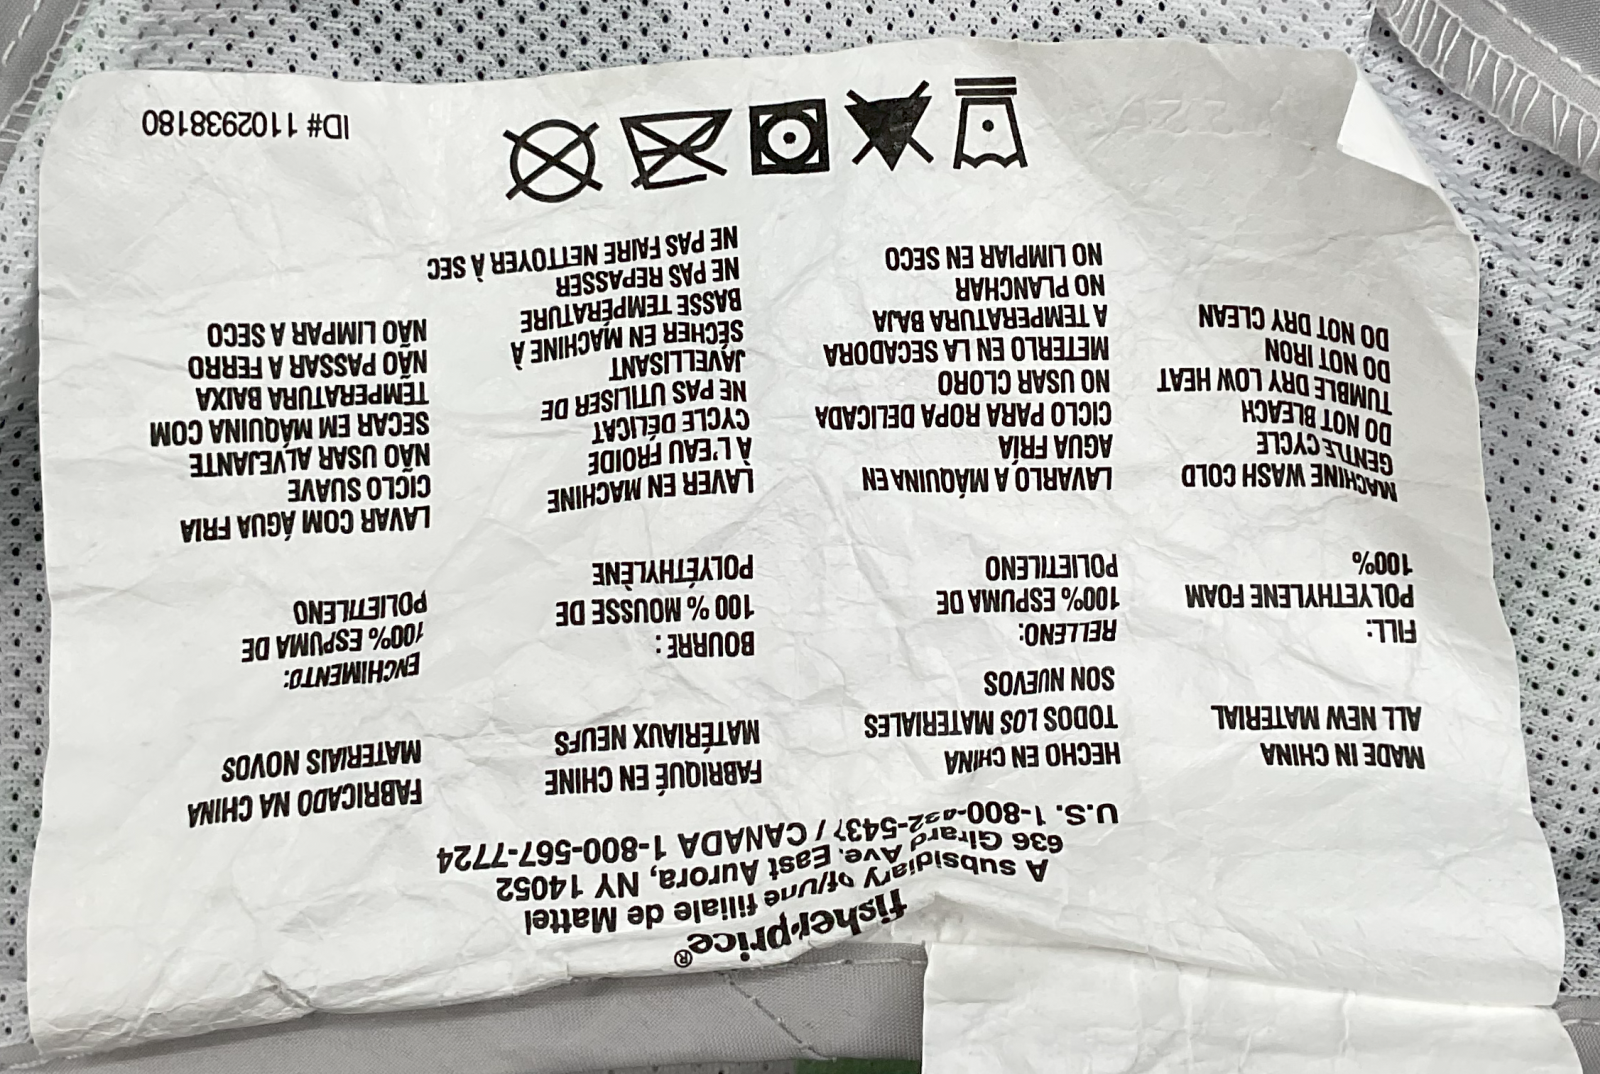 fisher-price®
A subsidiary of/Une filiale de Mattel
636 Girard Ave, East Aurora, NY 14052
U.S. 1-800-432-5437 / CANADA 1-800-567-7724
MADE IN CHINA
ALL NEW MATERIAL
FILL:
POLYETHYLENE FOAM
100%
MACHINE WASH COLD
GENTLE CYCLE
DO NOT BLEACH
TUMBLE DRY LOW HEAT
DO NOT IRON
DO NOT DRY CLEAN
HECHO EN CHINA
TODOS LOS MATERIALES
SON NUEVOS
RELLENO:
100% ESPUMA DE
POLIETILENO
LAVARLO A MÁQUINA EN
AGUA FRÍA
CICLO PARA ROPA DELICADA
NO USAR CLORO
METERLO EN LA SECADORA
A TEMPERATURA BAJA
NO PLANCHAR
NO LIMPIAR EN SECO
FABRIQUÉ EN CHINE
MATÉRIAUX NEUFS
BOURRE :
100 % MOUSSE DE
POLYÉTHYLÈNE
LAVER EN MACHINE
À L'EAU FROIDE
CYCLE DÉLICAT
NE PAS UTILISER DE
JAVELLISANT
SÉCHER EN MACHINE À
BASSE TEMPÉRATURE
NE PAS REPASSER
NE PAS FAIRE NETTOYER À SEC
FABRICADO NA CHINA
MATERIAIS NOVOS
ENCHIMENTO:
100% ESPUMA DE
POLIETILENO
LAVAR COM ÁGUA FRIA
CICLO SUAVE
NÃO USAR ALVEJANTE
SECAR EM MÁQUINA COM
TEMPERATURA BAIXA
NÃO PASSAR A FERRO
NÃO LIMPAR A SECO
ID# 1102938180